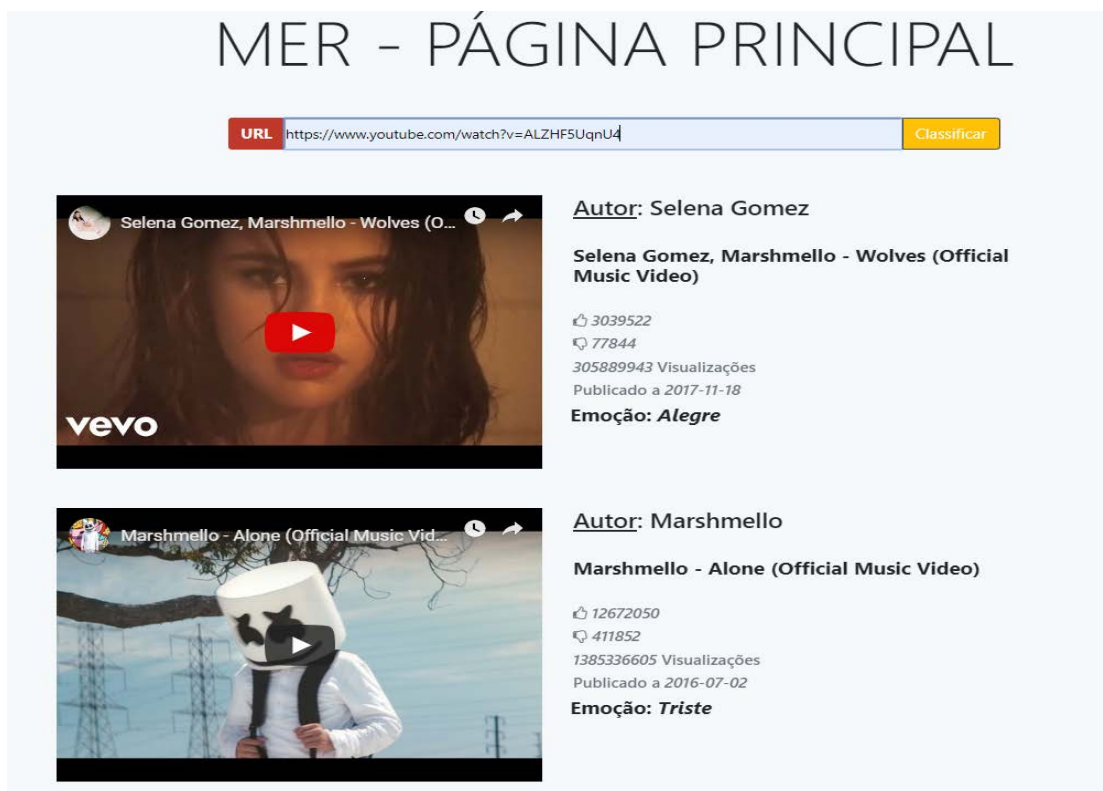 MER - PÁGINA PRINCIPAL
URL https://www.youtube.com/watch?v=ALZHF5UqnU4 Classificar
Selena Gomez, Marshmello - Wolves (O...
vevo
Autor: Selena Gomez
Selena Gomez, Marshmello - Wolves (Official
Music Video)
3039522
77844
305889943 Visualizações
Publicado a 2017-11-18
Emoção: Alegre
Marshmello - Alone (Official Music Vid...
Autor: Marshmello
Marshmello - Alone (Official Music Video)
12672050
411852
1385336605 Visualizações
Publicado a 2016-07-02
Emoção: Triste